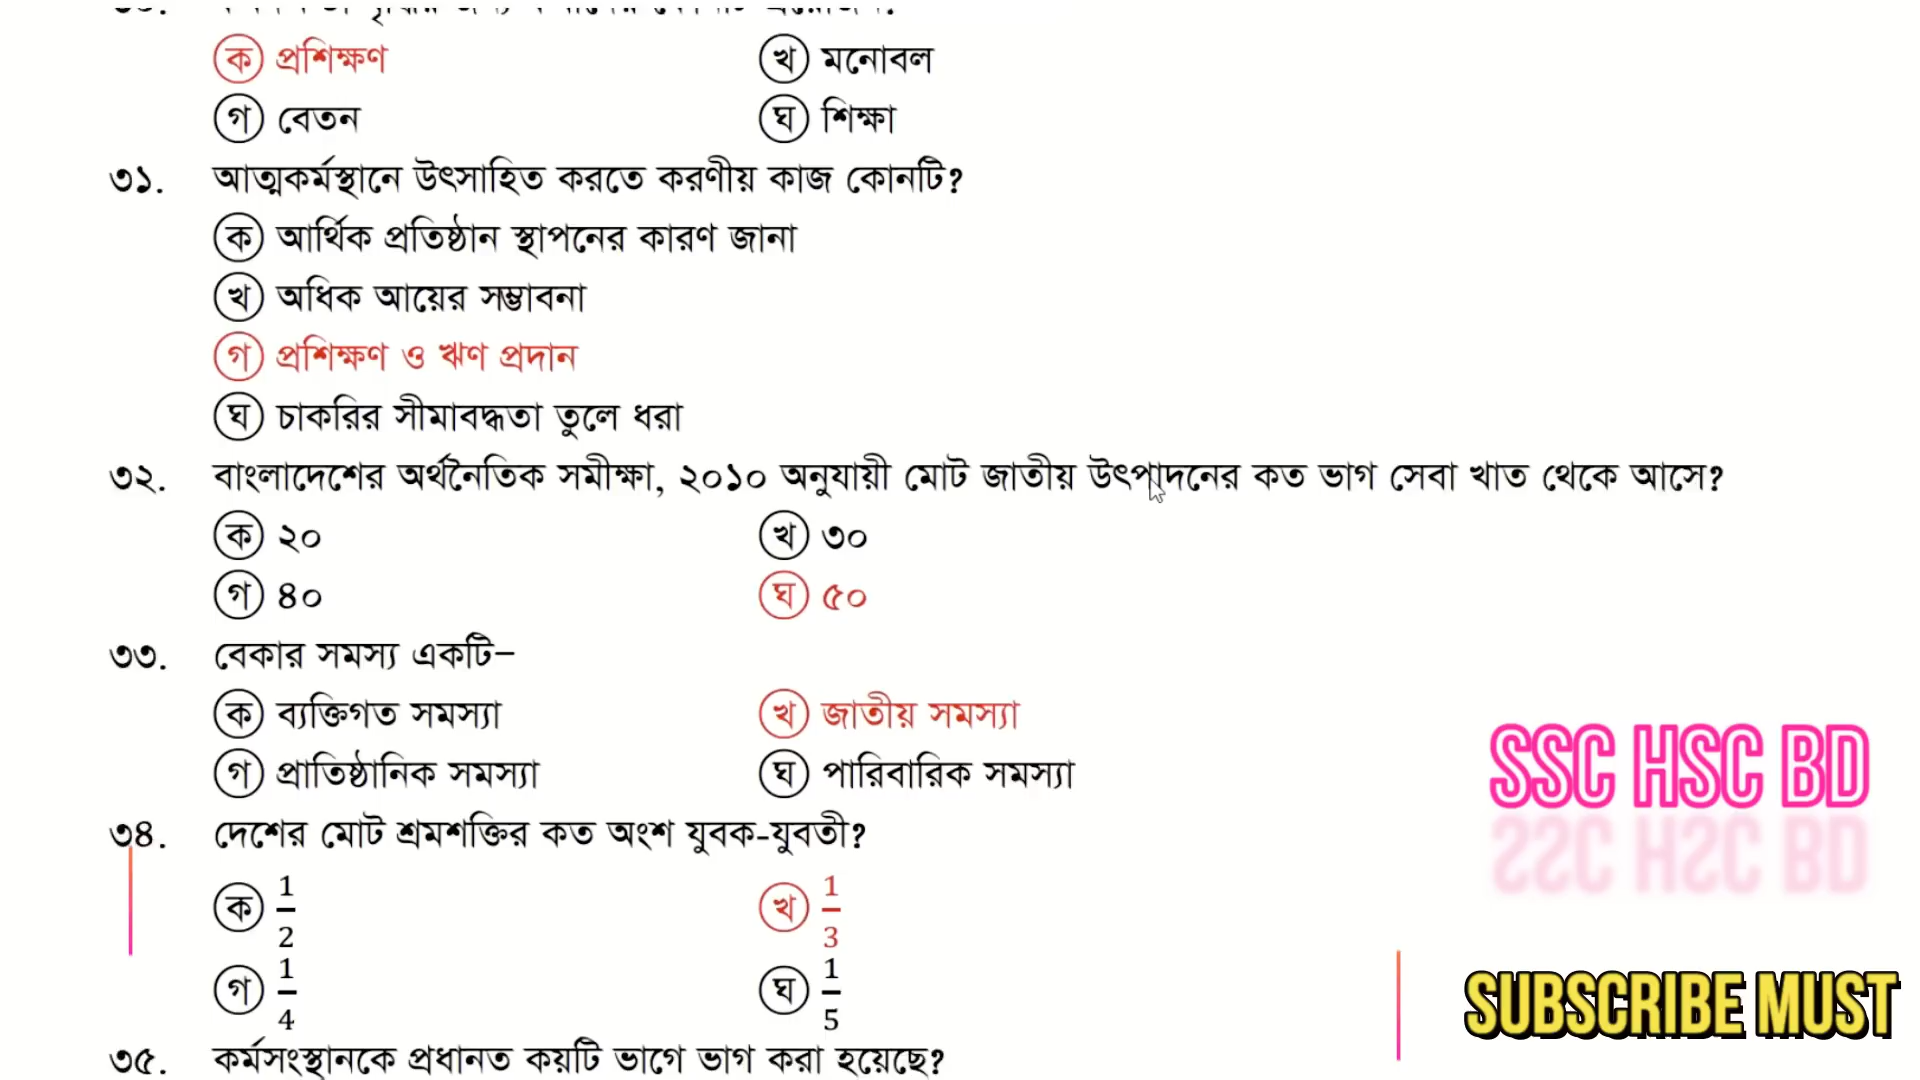 ক প্রশিক্ষণ খ মনোবল
গ বেতন ঘ শিক্ষা
৩১. আত্মকর্মস্থানে উৎসাহিত করতে করণীয় কাজ কোনটি?
ক আর্থিক প্রতিষ্ঠান স্থাপনের কারণ জানা
খ অধিক আয়ের সম্ভাবনা
গ প্রশিক্ষণ ও ঋণ প্রদান
ঘ চাকরির সীমাবদ্ধতা তুলে ধরা
৩২. বাংলাদেশের অর্থনৈতিক সমীক্ষা, ২০১০ অনুযায়ী মোট জাতীয় উৎপাদনের কত ভাগ সেবা খাত থেকে আসে?
ক ২০ খ ৩০
গ ৪০ ঘ ৫০
৩৩. বেকার সমস্য একটি–
ক ব্যক্তিগত সমস্যা খ জাতীয় সমস্যা
গ প্রাতিষ্ঠানিক সমস্যা ঘ পারিবারিক সমস্যা
৩৪. দেশের মোট শ্রমশক্তির কত অংশ যুবক-যুবতী?
ক 1/2 খ 1/3
গ 1/4 ঘ 1/5
৩৫. কর্মসংস্থানকে প্রধানত কয়টি ভাগে ভাগ করা হয়েছে?
SSC HSC BD
SUBSCRIBE MUST